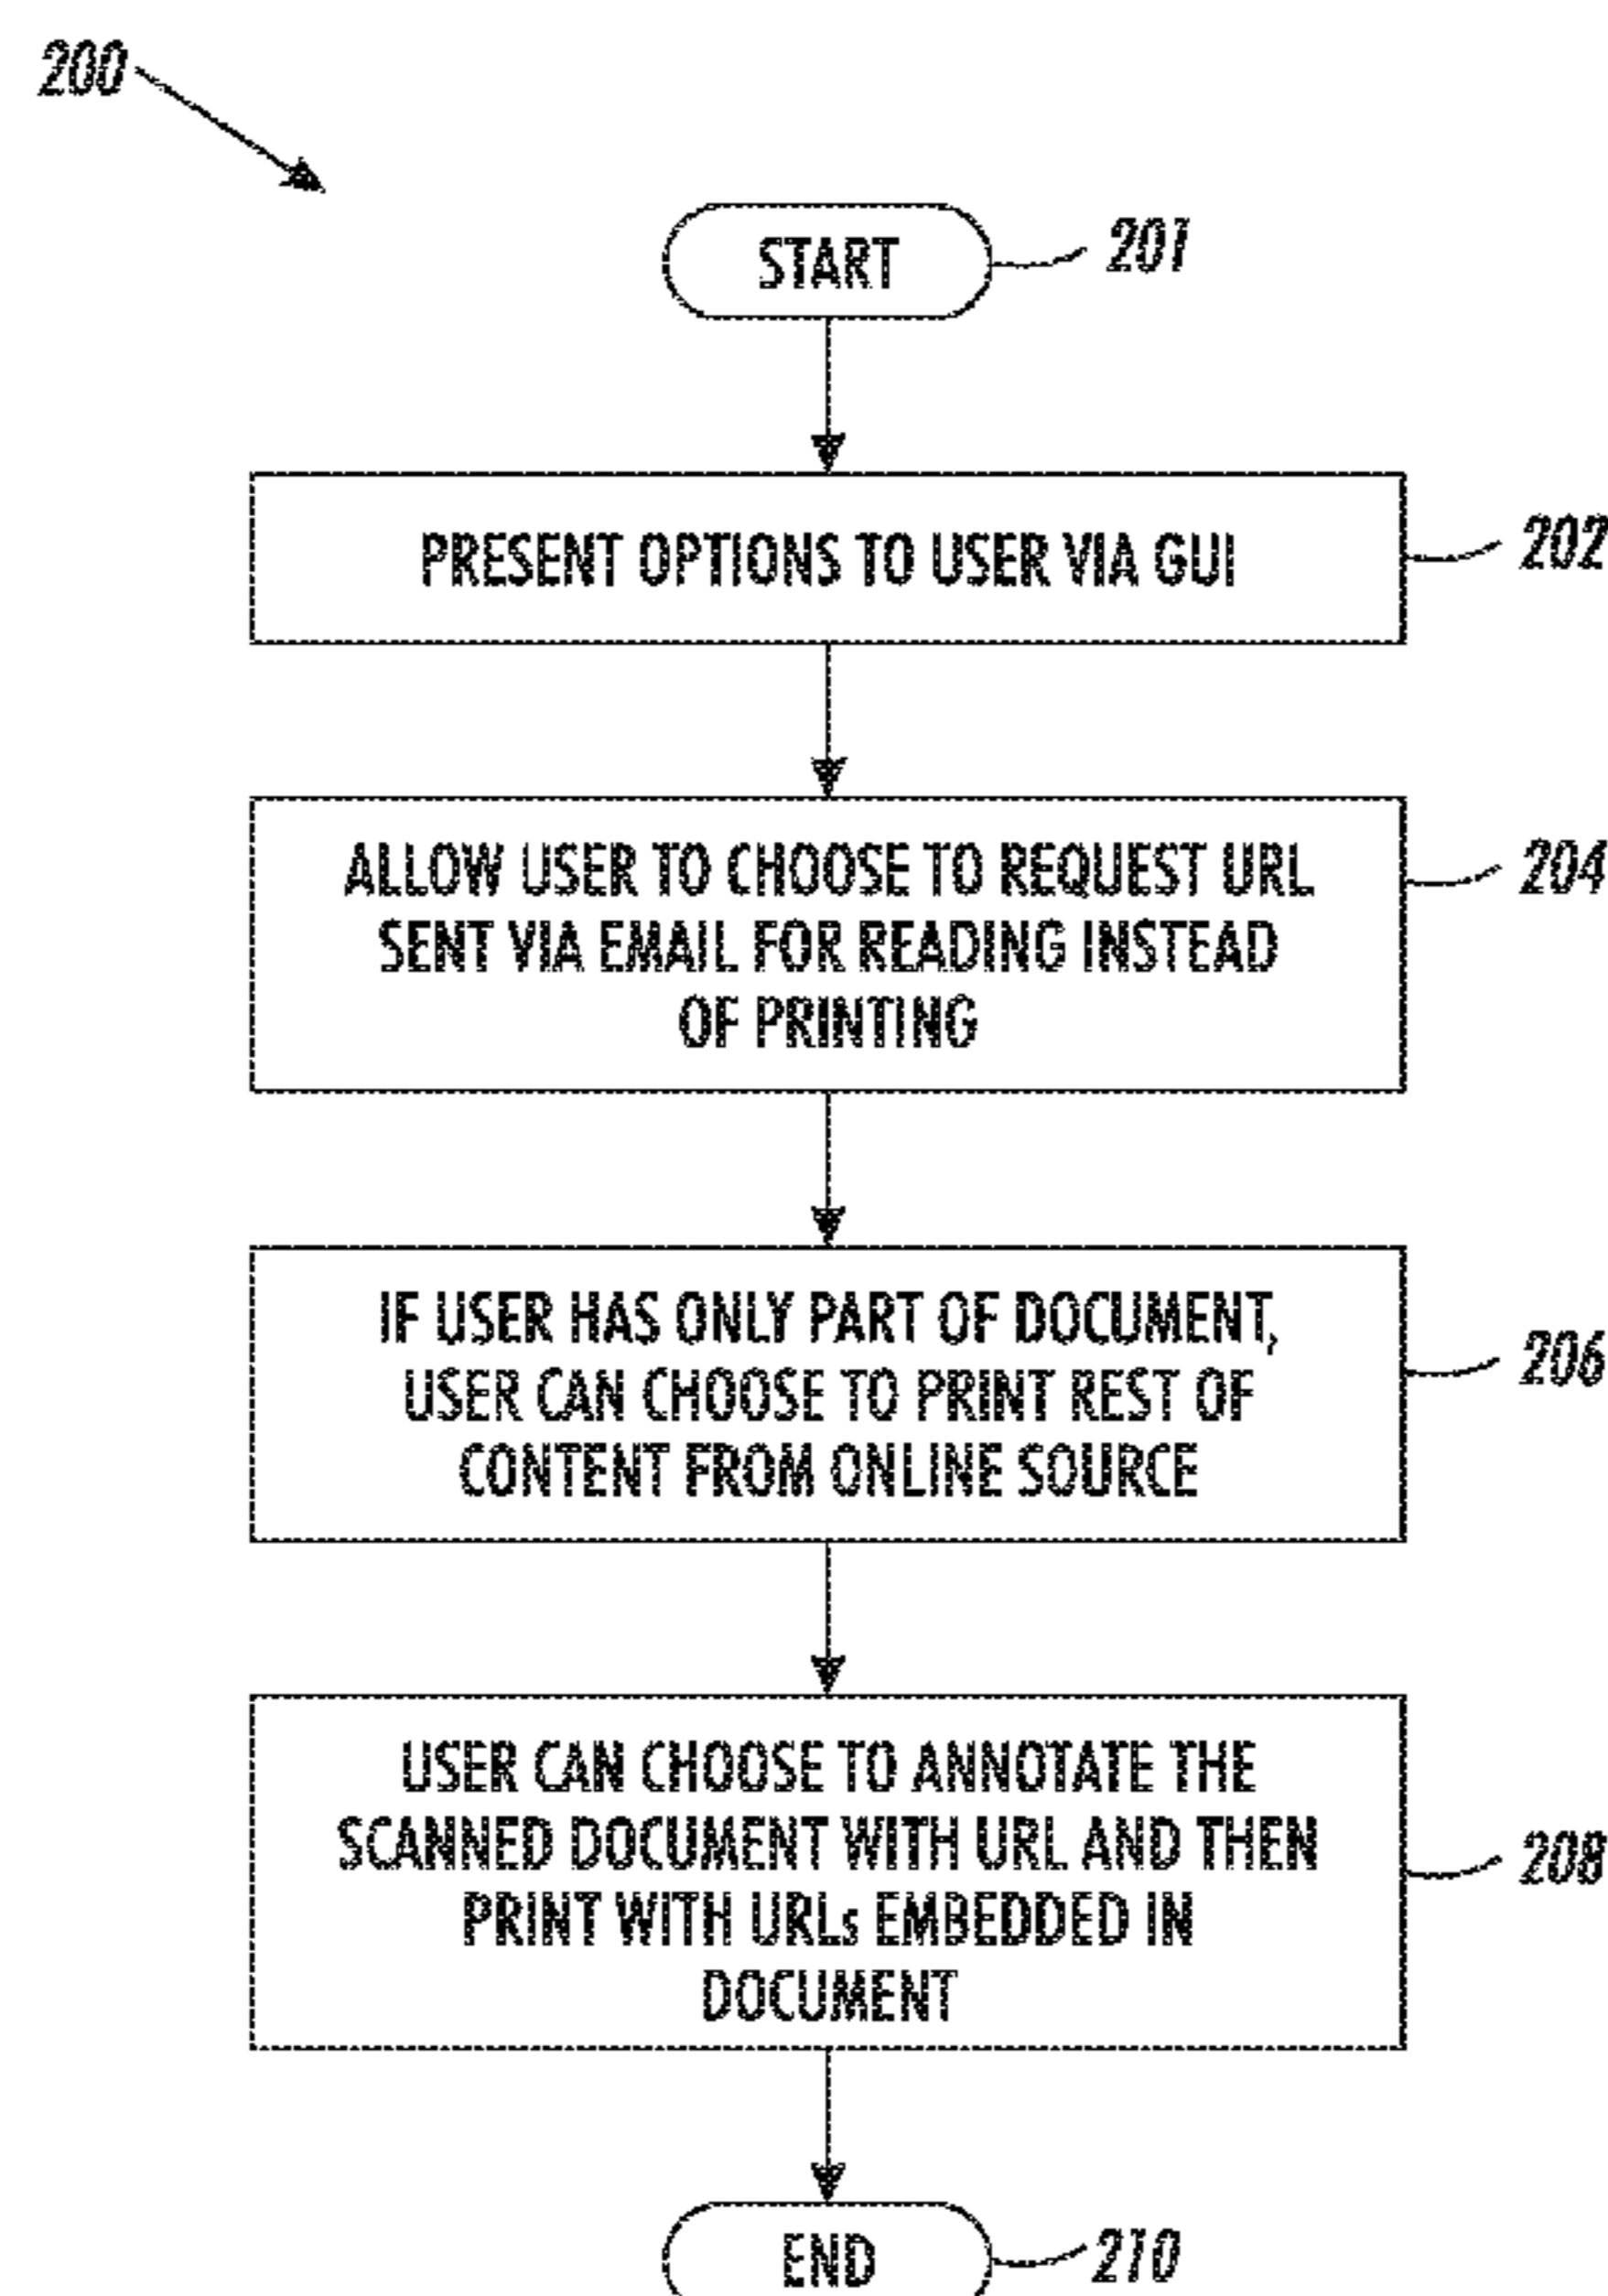 200
START
201
PRESENT OPTIONS TO USER VIA GUI
202
ALLOW USER TO CHOOSE TO REQUEST URL
204
SENT VIA EMAIL FOR READING INSTEAD
OF PRINTING
IF USER HAS ONLY PART OF DOCUMENT,
206
USER CAN CHOOSE TO PRINT REST OF
CONTENT FROM ONLINE SOURCE
USER CAN CHOOSE TO ANNOTATE THE
SCANNED DOCUMENT WITH URL AND THEN
208
PRINT WITH URLs EMBEDDED IN
DOCUMENT
END
210